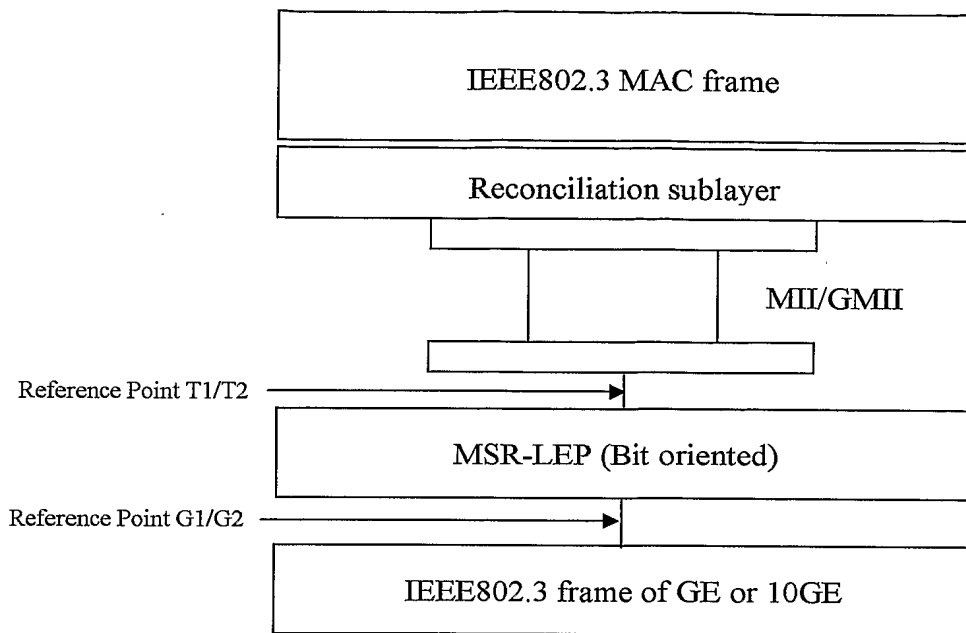 IEEE802.3 MAC frame
Reconciliation sublayer
MII/GMII
Reference Point T1/T2
MSR-LEP (Bit oriented)
Reference Point G1/G2
IEEE802.3 frame of GE or 10GE